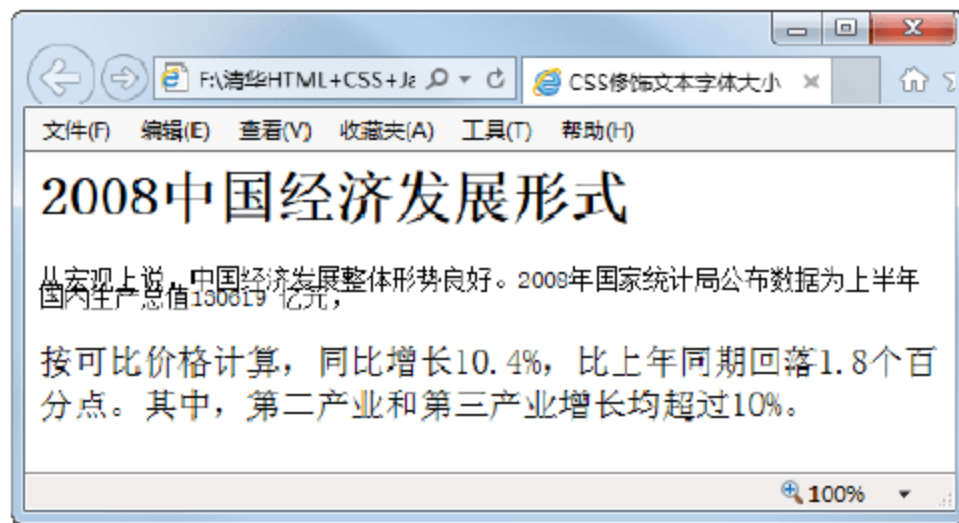 F:\清华HTML+CSS+Ja
CSS修饰文本字体大小
文件(F) 编辑(E) 查看(V) 收藏夹(A) 工具(T) 帮助(H)
2008中国经济发展形式
从宏观上说，中国经济发展整体形势良好。2008年国家统计局公布数据为上半年
国内生产总值130619 亿元，
按可比价格计算，同比增长10.4%，比上年同期回落1.8个百
分点。其中，第二产业和第三产业增长均超过10%。
100%